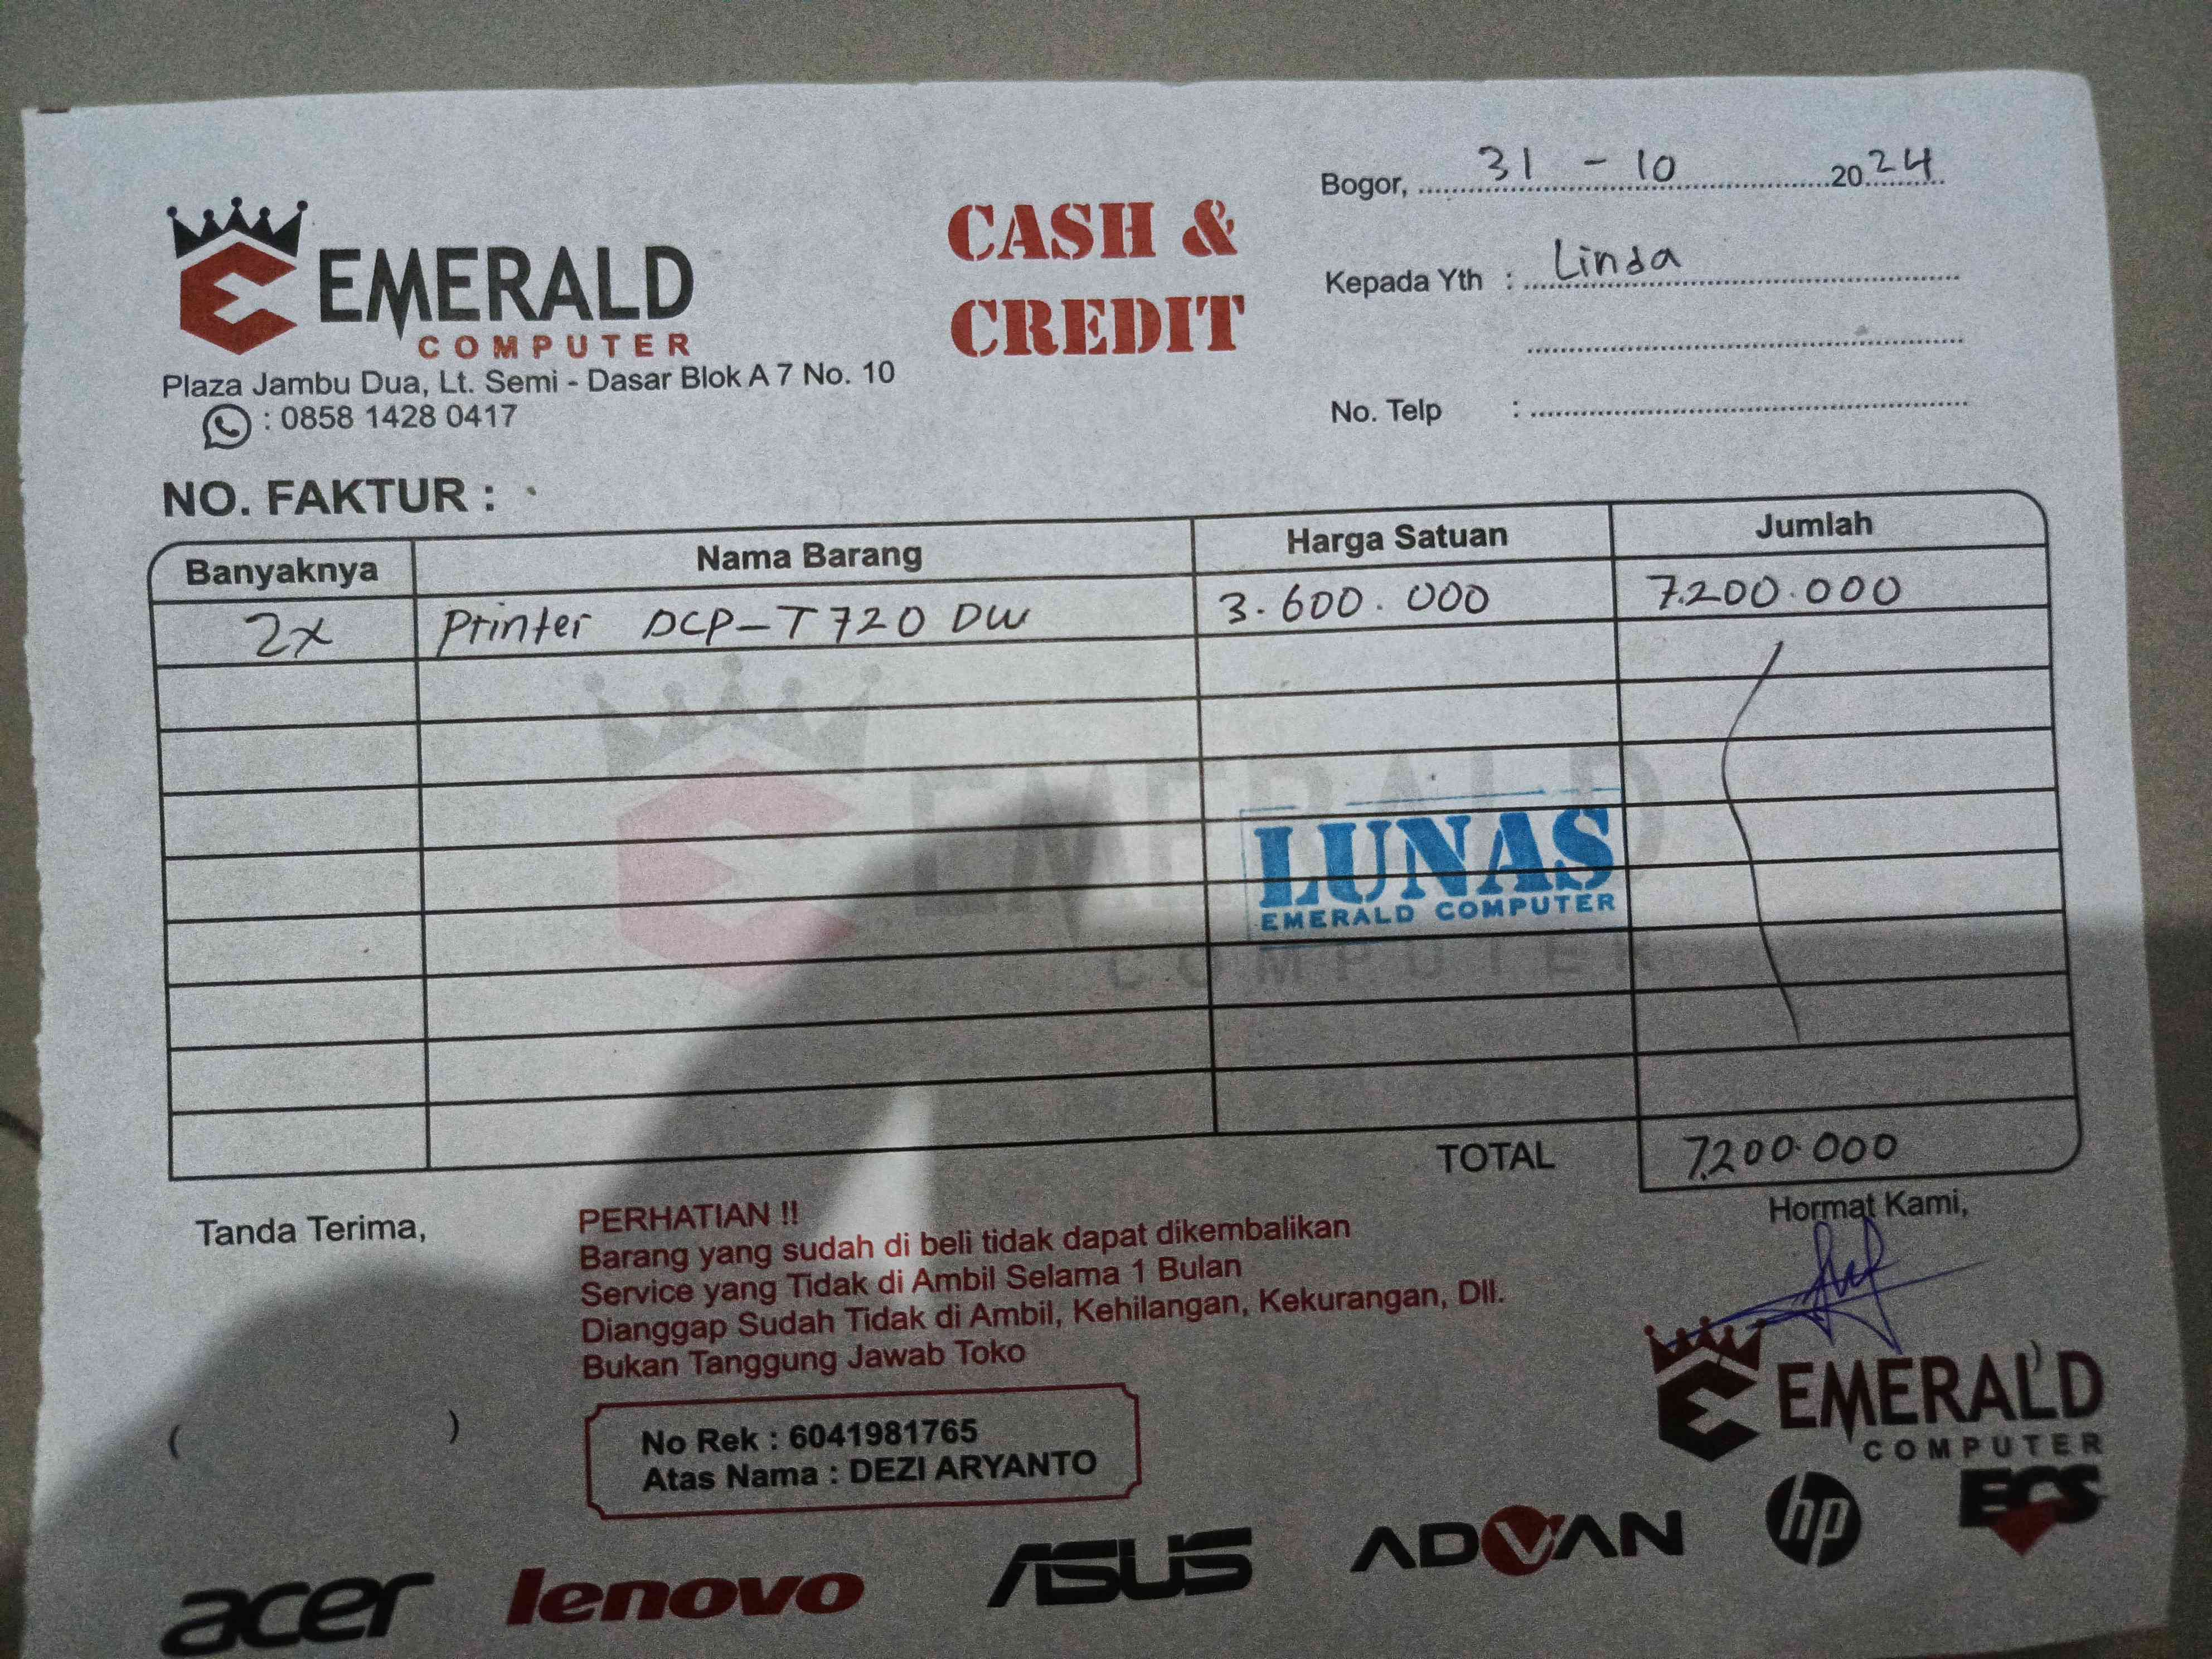 EMERALD
COMPUTER
Plaza Jambu Dua, Lt. Semi - Dasar Blok A 7 No. 10
: 0858 1428 0417
CASH &
CREDIT
Bogor, 31 - 10 2024
Kepada Yth : Linda
No. Telp :
NO. FAKTUR :
Banyaknya Nama Barang Harga Satuan Jumlah
2x Printer DCP-T720 DW 3.600.000 7.200.000
EMERALD
COMPUTER
LUNAS
EMERALD COMPUTER
TOTAL 7.200.000
Tanda Terima,
( )
PERHATIAN !!
Barang yang sudah di beli tidak dapat dikembalikan
Service yang Tidak di Ambil Selama 1 Bulan
Dianggap Sudah Tidak di Ambil, Kehilangan, Kekurangan, Dll.
Bukan Tanggung Jawab Toko
No Rek : 6041981765
Atas Nama : DEZI ARYANTO
Hormat Kami,
EMERALD
COMPUTER
acer lenovo ASUS ADVAN hp ECS